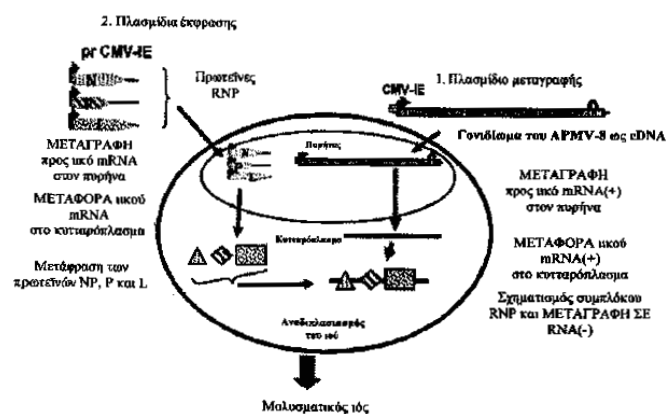 2. Πλασμίδια έκφρασης
pr CMV-IE
Πρωτεΐνες
RNP
1. Πλασμίδιο μεταγραφής
CMV-IE
Γονιδίωμα του APMV-8 ως cDNA
ΜΕΤΑΓΡΑΦΗ
προς ιικό mRNA
στον πυρήνα
ΜΕΤΑΦΟΡΑ ιικού
mRNA
στο κυτταρόπλασμα
Μετάφραση των
πρωτεϊνών NP, P και L
Πυρήνας
Κυτταρόπλασμα
ΜΕΤΑΓΡΑΦΗ
προς ιικό mRNA(+)
στον πυρήνα
ΜΕΤΑΦΟΡΑ ιικού
mRNA(+)
στο κυτταρόπλασμα
Σχηματισμός συμπλόκου
RNP και ΜΕΤΑΓΡΑΦΗ ΣΕ
RNA(-)
Αναδιπλασιασμός
του ιού
Μολυσματικός ιός